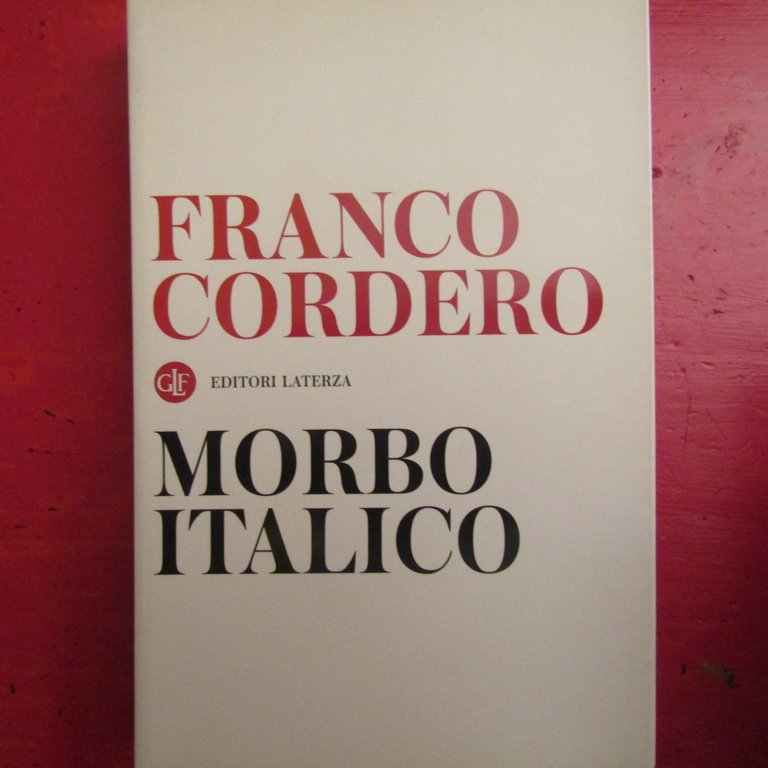 FRANCO
CORDERO
GLF EDITORI LATERZA
MORBO
ITALICO